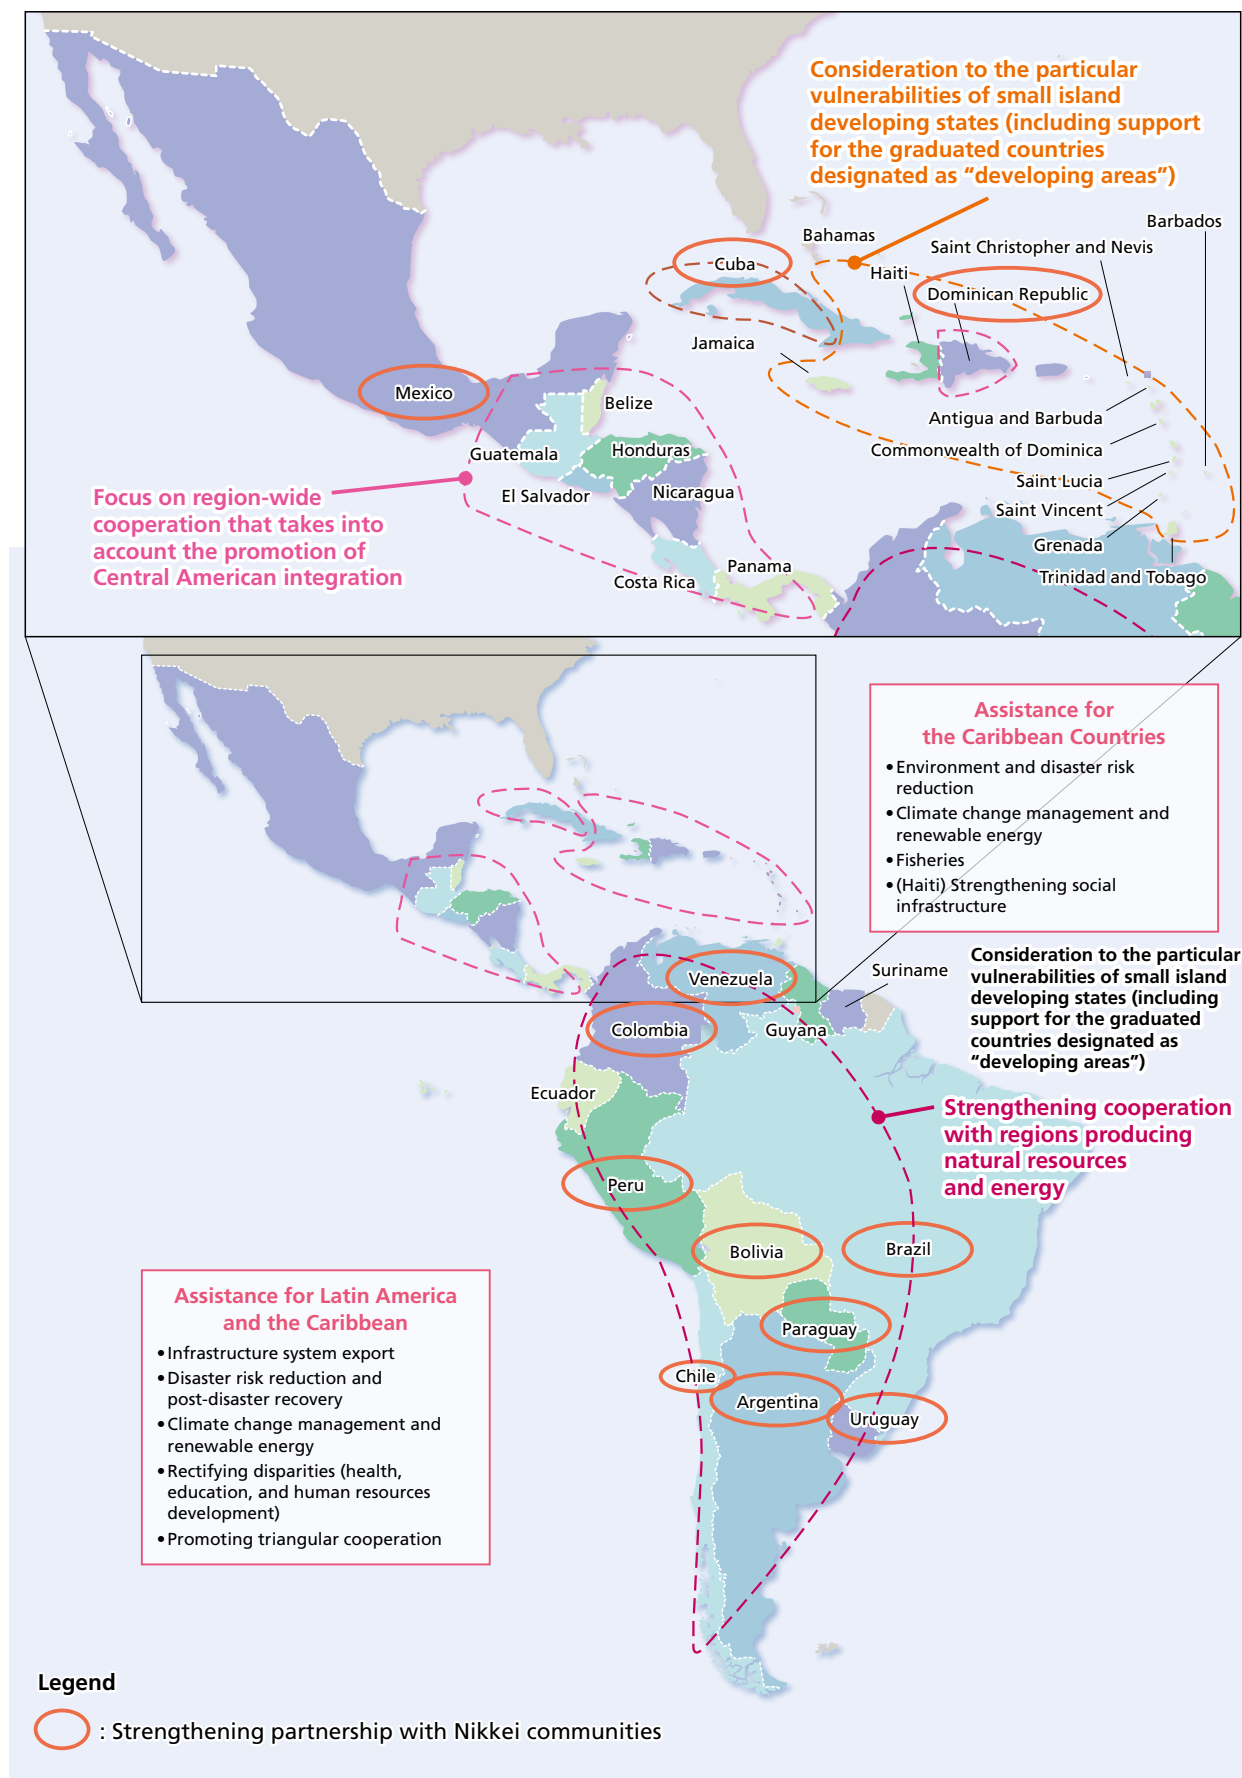 Consideration to the particular
vulnerabilities of small island
developing states (including support
for the graduated countries
designated as “developing areas”)
Barbados
Bahamas
Saint Christopher and Nevis
Cuba
Haiti
Dominican Republic
Jamaica
Mexico
Belize
Antigua and Barbuda
Guatemala
Honduras
Commonwealth of Dominica
El Salvador
Nicaragua
Saint Lucia
Saint Vincent
Focus on region-wide
cooperation that takes into
account the promotion of
Central American integration
Grenada
Costa Rica
Panama
Trinidad and Tobago
Assistance for
the Caribbean Countries
•Environment and disaster risk
reduction
•Climate change management and
renewable energy
•Fisheries
•(Haiti) Strengthening social
infrastructure
Consideration to the particular
vulnerabilities of small island
developing states (including
support for the graduated
countries designated as
“developing areas”)
Suriname
Venezuela
Colombia
Guyana
Ecuador
Strengthening cooperation
with regions producing
natural resources
and energy
Peru
Bolivia
Brazil
Paraguay
Chile
Argentina
Uruguay
Assistance for Latin America
and the Caribbean
•Infrastructure system export
•Disaster risk reduction and
post-disaster recovery
•Climate change management and
renewable energy
•Rectifying disparities (health,
education, and human resources
development)
•Promoting triangular cooperation
Legend
: Strengthening partnership with Nikkei communities